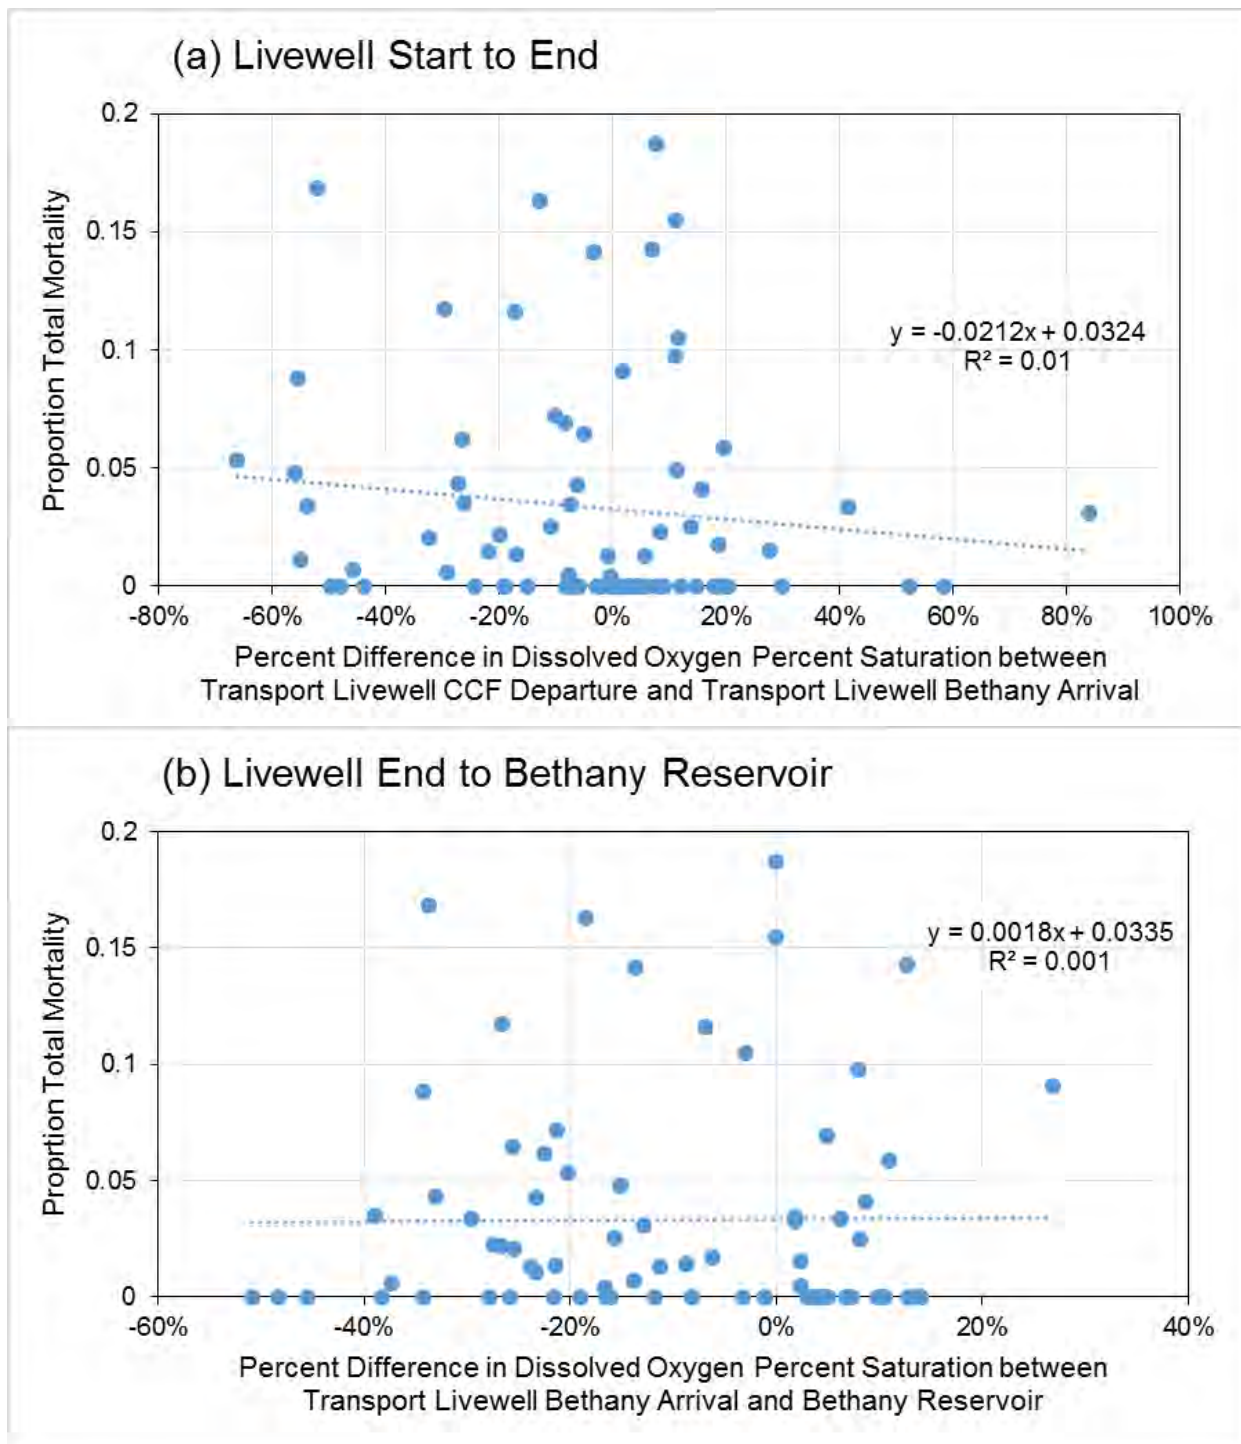 (a) Livewell Start to End
0.2
0.15
0.1
0.05
0
Proportion Total Mortality
y = -0.0212x + 0.0324
R² = 0.01
-80% -60% -40% -20% 0% 20% 40% 60% 80% 100%
Percent Difference in Dissolved Oxygen Percent Saturation between
Transport Livewell CCF Departure and Transport Livewell Bethany Arrival
(b) Livewell End to Bethany Reservoir
0.2
0.15
0.1
0.05
0
Proprtion Total Mortality
y = 0.0018x + 0.0335
R² = 0.001
-60% -40% -20% 0% 20% 40%
Percent Difference in Dissolved Oxygen Percent Saturation between
Transport Livewell Bethany Arrival and Bethany Reservoir